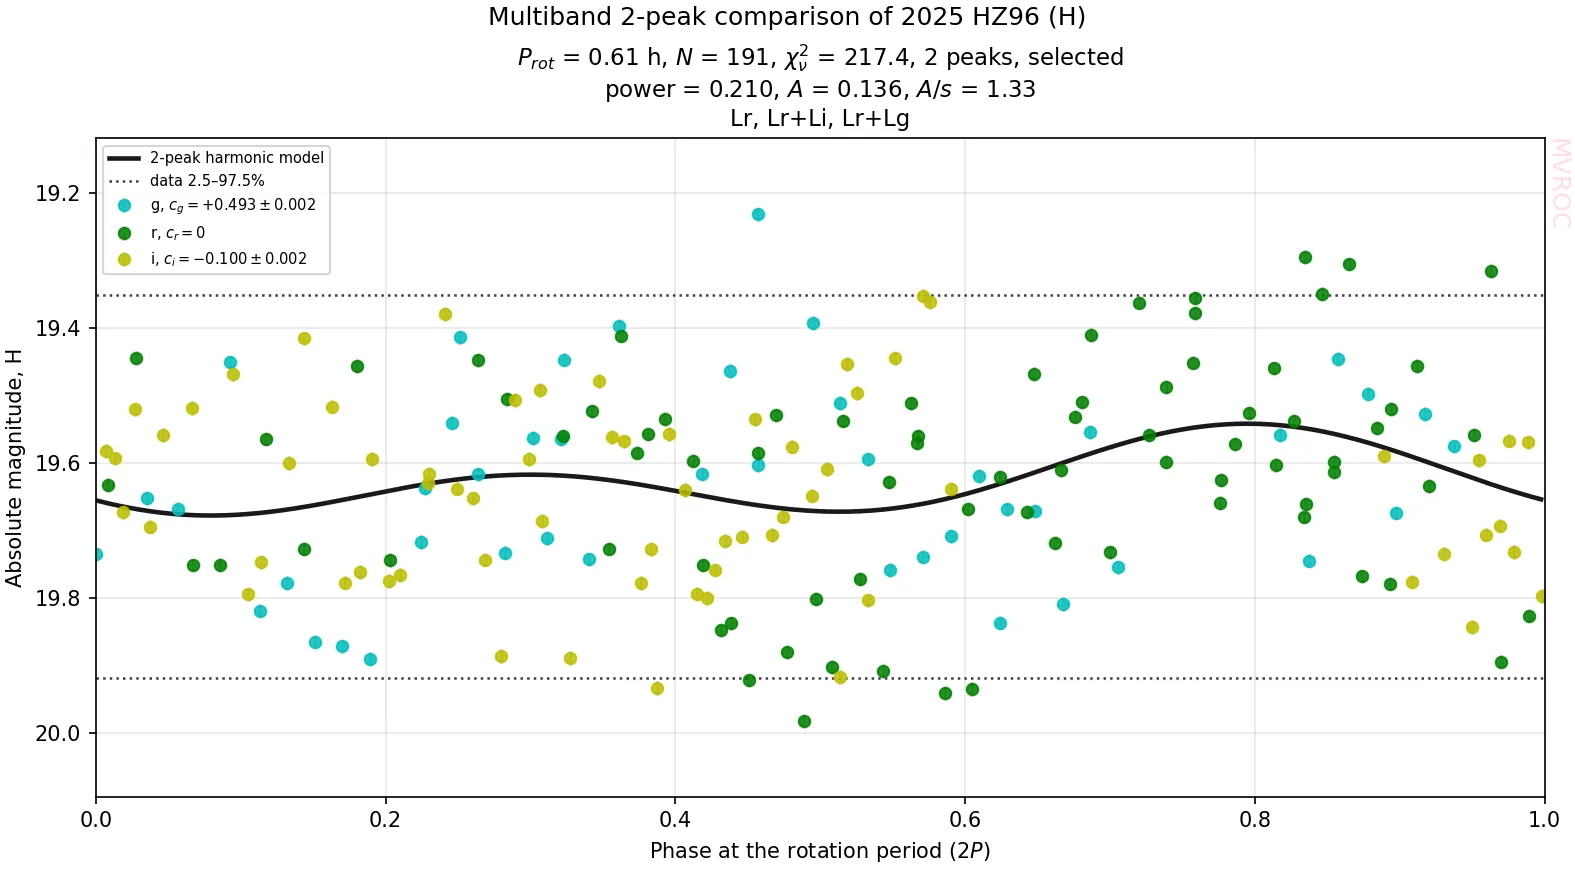 Multiband 2-peak comparison of 2025 HZ96 (H)
P_rot = 0.61 h, N = 191, χ²_ν = 217.4, 2 peaks, selected
power = 0.210, A = 0.136, A/s = 1.33
Lr, Lr+Li, Lr+Lg
2-peak harmonic model
data 2.5–97.5%
g, c_g = +0.493 ± 0.002
r, c_r = 0
i, c_i = −0.100 ± 0.002
MVROC
Absolute magnitude, H
19.2
19.4
19.6
19.8
20.0
0.0 0.2 0.4 0.6 0.8 1.0
Phase at the rotation period (2P)